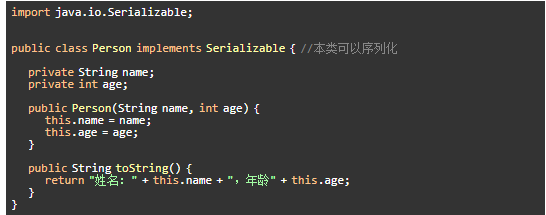 import java.io.Serializable;
public class Person implements Serializable { //本类可以序列化
private String name;
private int age;
public Person(String name, int age) {
this.name = name;
this.age = age;
}
public String toString() {
return "姓名：" + this.name + "，年龄" + this.age;
}
}